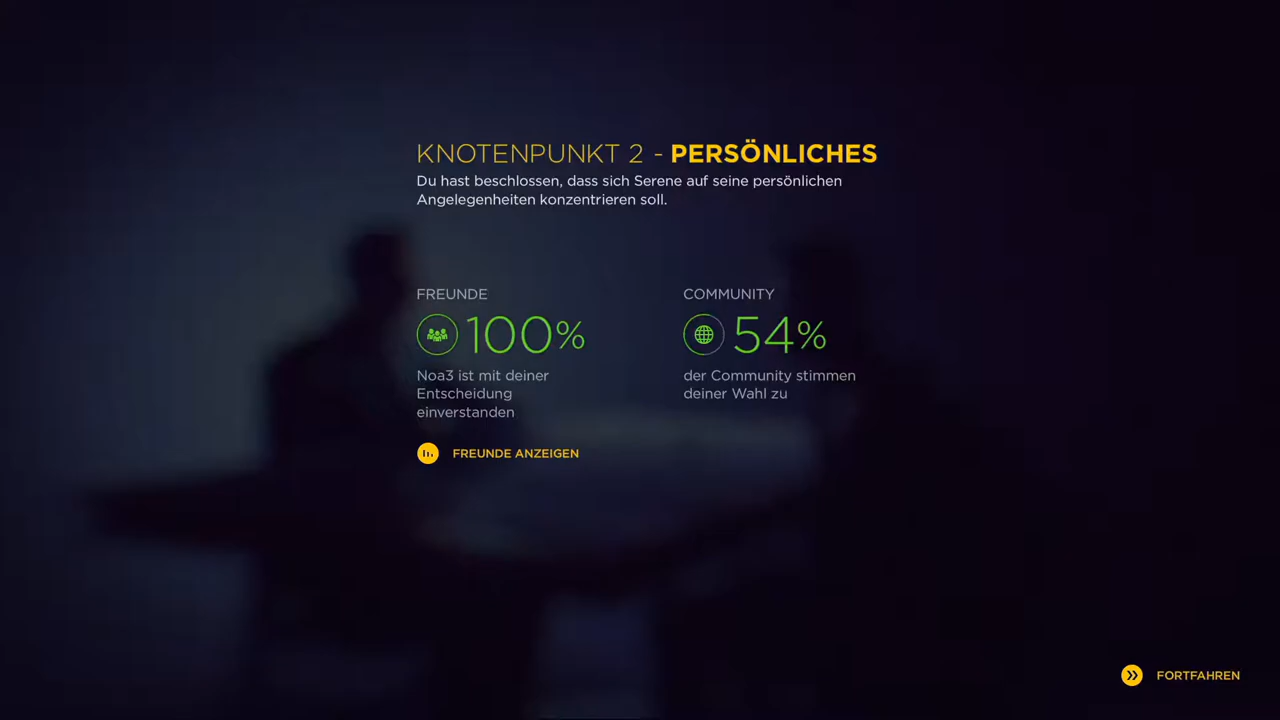 KNOTENPUNKT 2 - PERSÖNLICHES
Du hast beschlossen, dass sich Serene auf seine persönlichen
Angelegenheiten konzentrieren soll.
FREUNDE
100%
Noa3 ist mit deiner
Entscheidung
einverstanden
FREUNDE ANZEIGEN
COMMUNITY
54%
der Community stimmen
deiner Wahl zu
FORTFAHREN